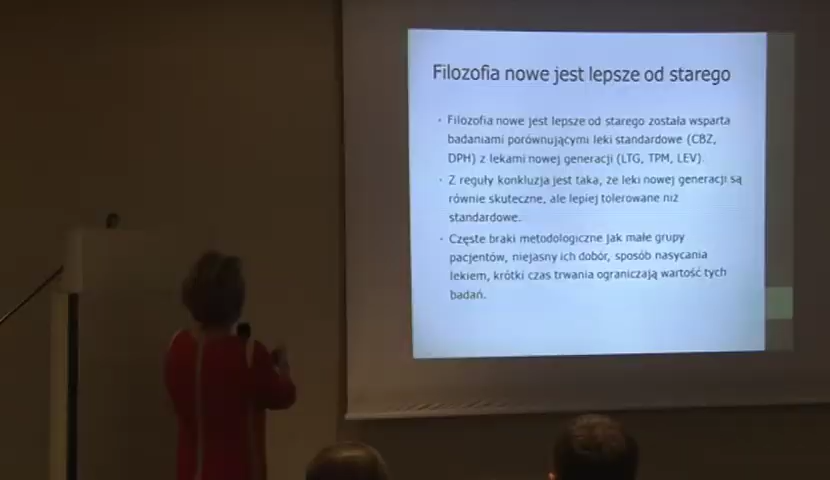 Filozofia nowe jest lepsze od starego
• Filozofia nowe jest lepsze od starego została wsparta
badaniami porównującymi leki standardowe (CBZ,
DPH) z lekami nowej generacji (LTG, TPM, LEV).
• Z reguły konkluzja jest taka, że leki nowej generacji są
równie skuteczne, ale lepiej tolerowane niż
standardowe.
• Częste braki metodologiczne jak małe grupy
pacjentów, niejasny ich dobór, sposób nasycania
lekiem, krótki czas trwania ograniczają wartość tych
badań.